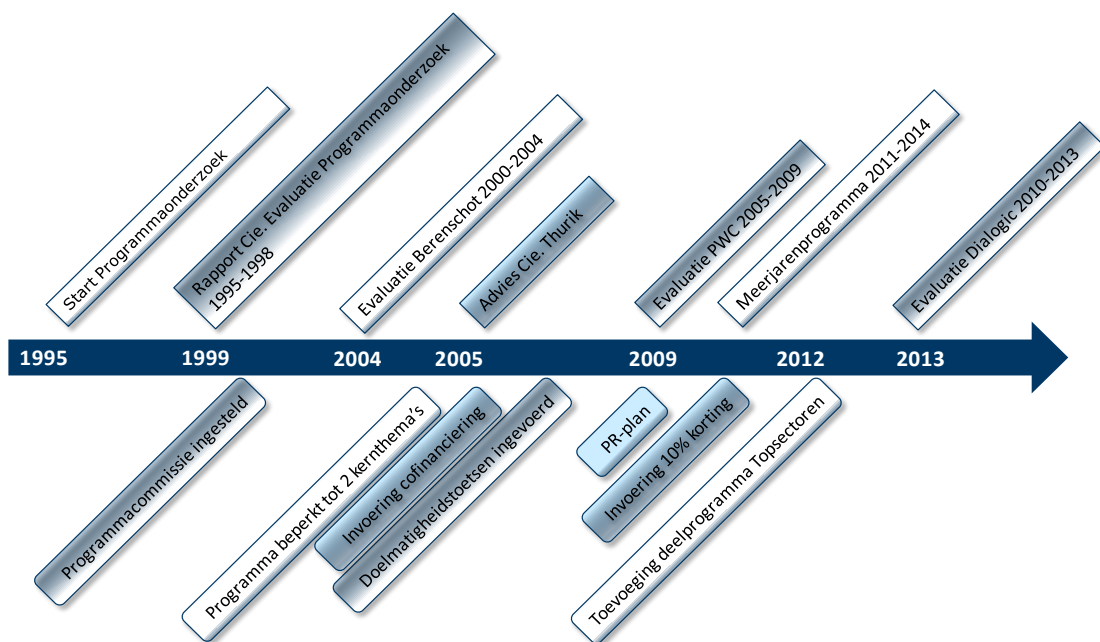 Start Programmaonderzoek
Rapport Cie. Evaluatie Programmaonderzoek
1995-1998
Evaluatie Berenschot 2000-2004
Advies Cie. Thurik
Evaluatie PWC 2005-2009
Meerjarenprogramma 2011-2014
Evaluatie Dialogic 2010-2013
1995
1999
2004
2005
2009
2012
2013
Programmacommissie ingesteld
Programma beperkt tot 2 kernthema's
Invoering cofinanciering
Doelmatigheidstoetsen ingevoerd
PR-plan
Invoering 10% korting
Toevoeging deelprogramma Topsectoren